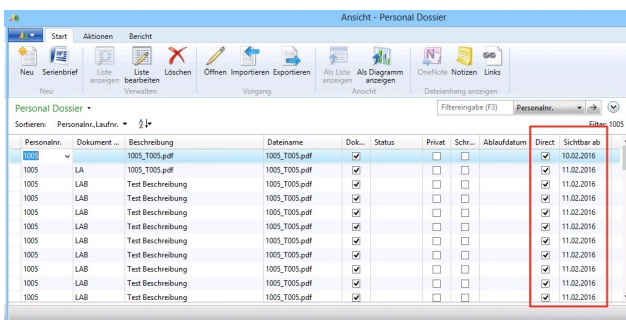 Ansicht - Personal Dossier
Start Aktionen Bericht
Neu Serienbrief Liste anzeigen Liste bearbeiten Löschen Öffnen Importieren Exportieren Als Liste anzeigen Als Diagramm anzeigen OneNote Notizen Links
Neu Verwalten Vorgang Ansicht Dateianhang anzeigen
Personal Dossier Filtereingabe (F3) Personalnr.
Sortieren: Personalnr.,Laufnr. Filter: 1005
Personalnr. Dokument ... Beschreibung Dateiname Dok... Status Privat Schr... Ablaufdatum Direct Sichtbar ab
1005 1005_T005.pdf 1005_T005.pdf 10.02.2016
1005 LA 1005_T005.pdf 1005_T005.pdf 11.02.2016
1005 LAB Test Beschreibung 1005_T005.pdf 11.02.2016
1005 LAB Test Beschreibung 1005_T005.pdf 11.02.2016
1005 LAB Test Beschreibung 1005_T005.pdf 11.02.2016
1005 LAB Test Beschreibung 1005_T005.pdf 11.02.2016
1005 LAB Test Beschreibung 1005_T005.pdf 11.02.2016
1005 LAB Test Beschreibung 1005_T005.pdf 11.02.2016
1005 LAB Test Beschreibung 1005_T005.pdf 11.02.2016
1005 LAB Test Beschreibung 1005_T005.pdf 11.02.2016